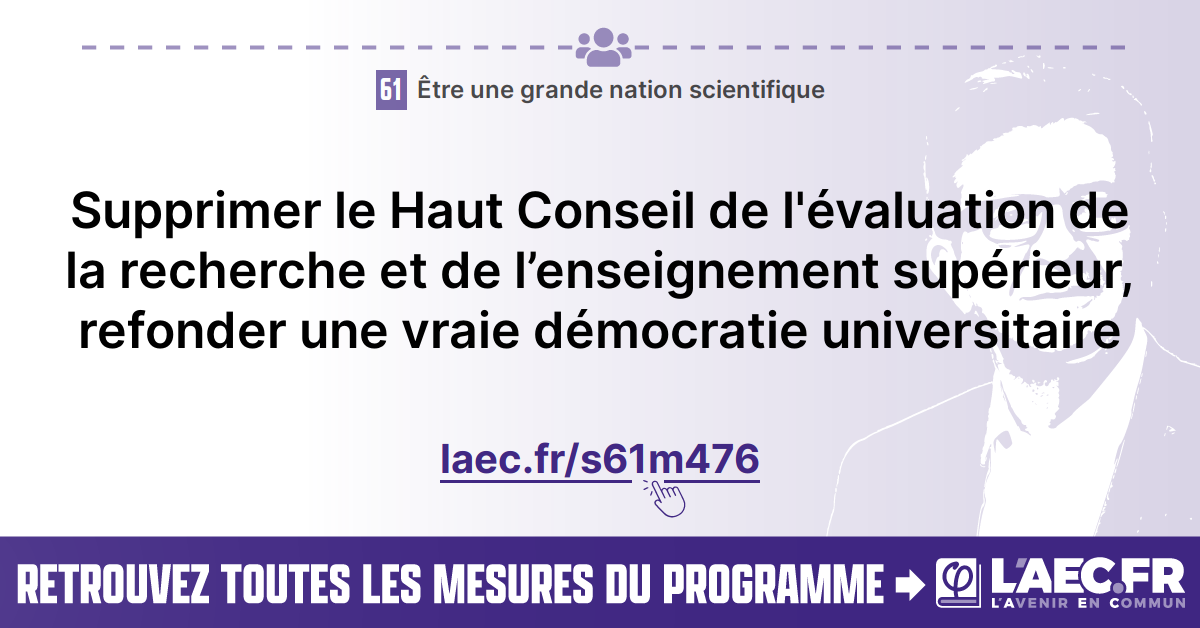 61 Être une grande nation scientifique
Supprimer le Haut Conseil de l'évaluation de
la recherche et de l’enseignement supérieur,
refonder une vraie démocratie universitaire
laec.fr/s61m476
RETROUVEZ TOUTES LES MESURES DU PROGRAMME
L'AEC.FR
L'AVENIR EN COMMUN